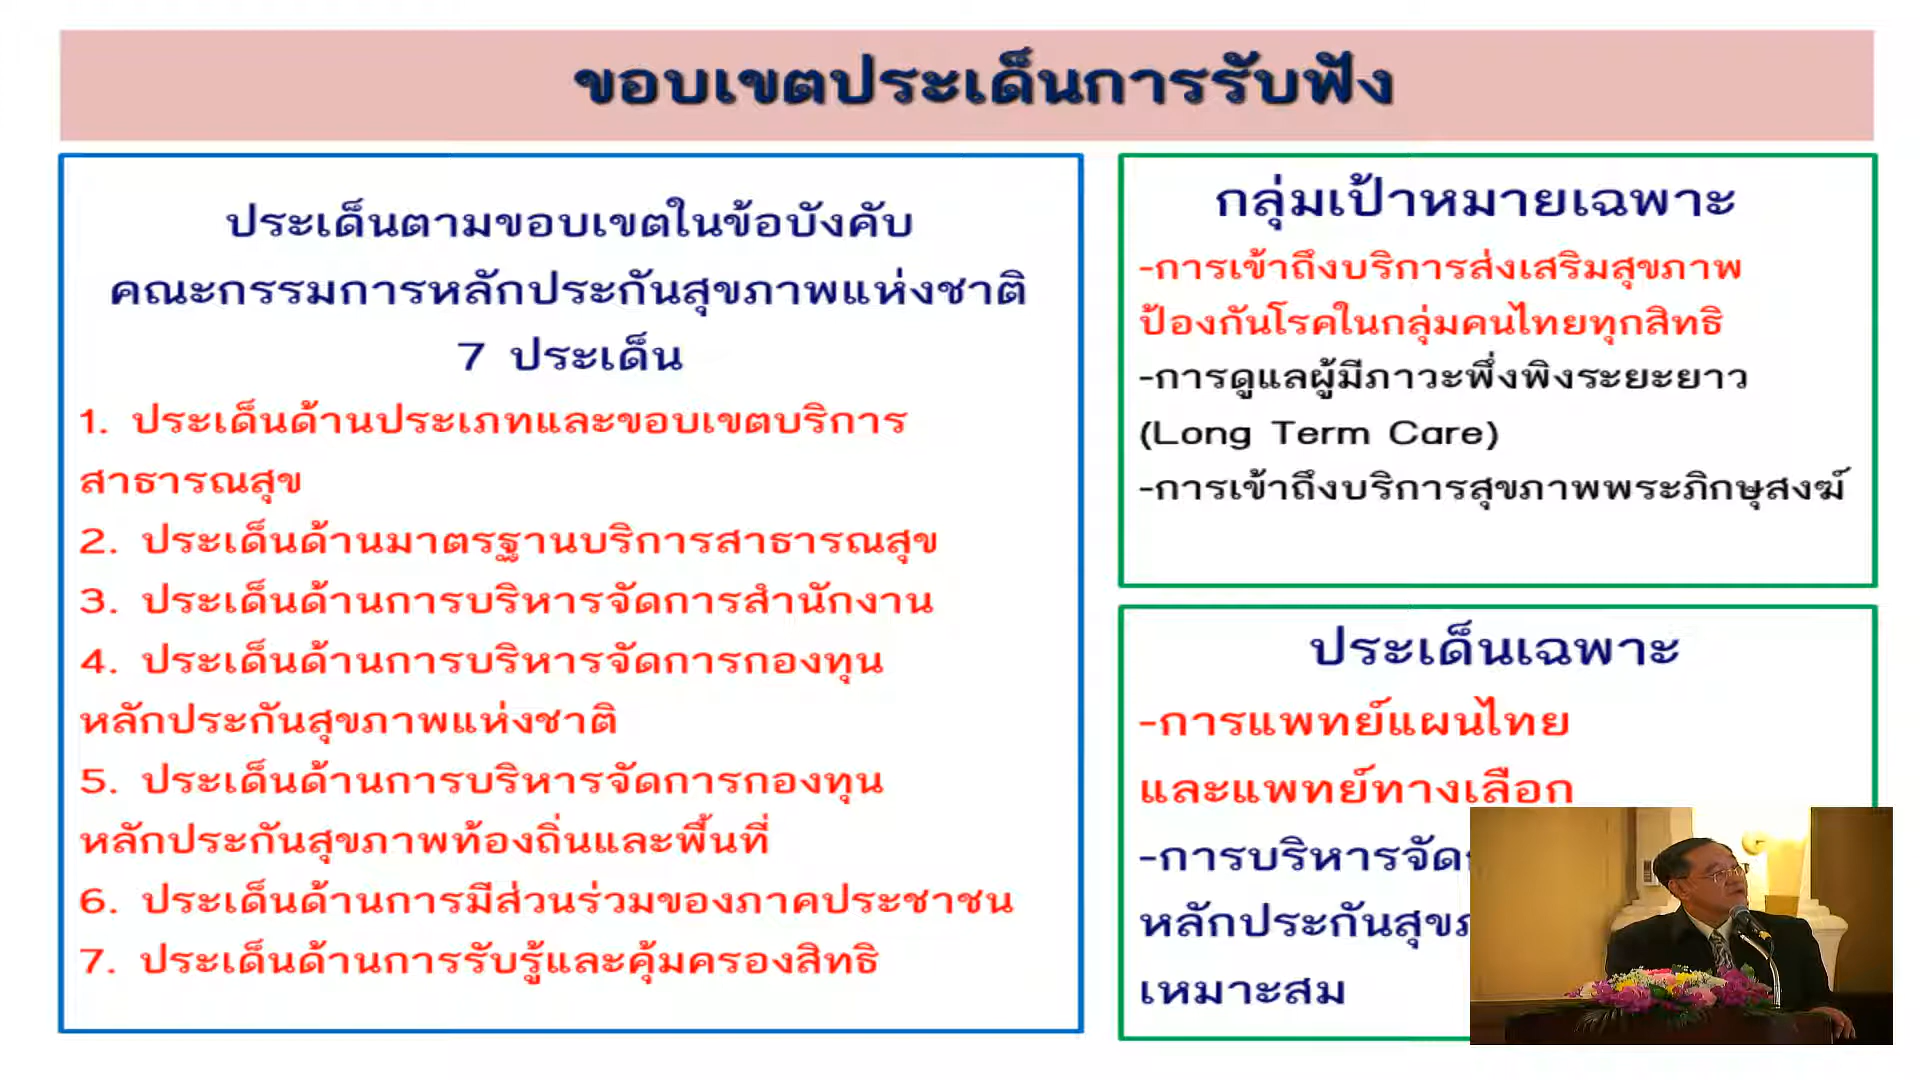 ขอบเขตประเด็นการรับฟัง
ประเด็นตามขอบเขตในข้อบังคับ
คณะกรรมการหลักประกันสุขภาพแห่งชาติ
7 ประเด็น
1. ประเด็นด้านประเภทและขอบเขตบริการ
สาธารณสุข
2. ประเด็นด้านมาตรฐานบริการสาธารณสุข
3. ประเด็นด้านการบริหารจัดการสำนักงาน
4. ประเด็นด้านการบริหารจัดการกองทุน
หลักประกันสุขภาพแห่งชาติ
5. ประเด็นด้านการบริหารจัดการกองทุน
หลักประกันสุขภาพท้องถิ่นและพื้นที่
6. ประเด็นด้านการมีส่วนร่วมของภาคประชาชน
7. ประเด็นด้านการรับรู้และคุ้มครองสิทธิ
กลุ่มเป้าหมายเฉพาะ
-การเข้าถึงบริการส่งเสริมสุขภาพ
ป้องกันโรคในกลุ่มคนไทยทุกสิทธิ
-การดูแลผู้มีภาวะพึ่งพิงระยะยาว
(Long Term Care)
-การเข้าถึงบริการสุขภาพพระภิกษุสงฆ์
ประเด็นเฉพาะ
-การแพทย์แผนไทย
และแพทย์ทางเลือก
-การบริหารจัด
หลักประกันสุข
เหมาะสม